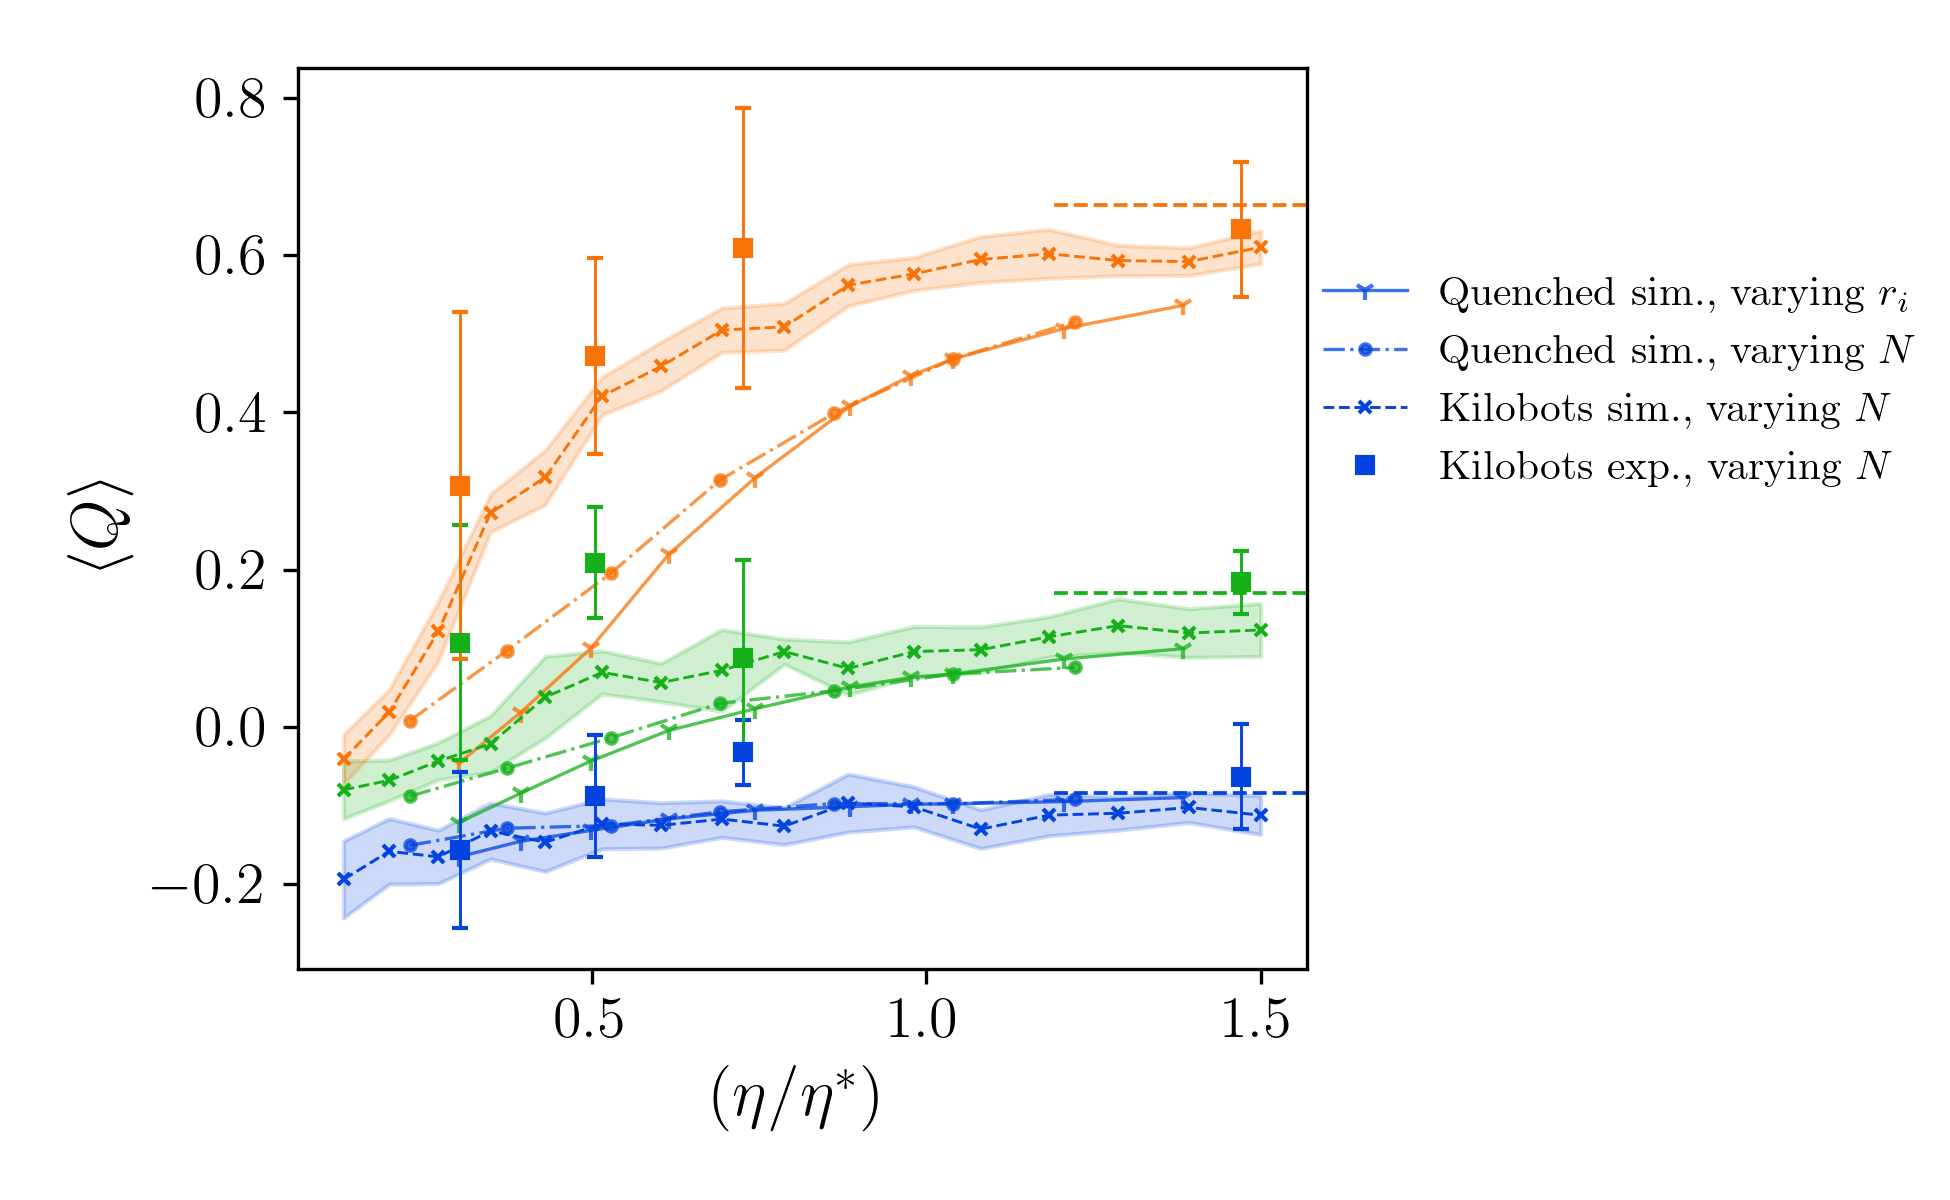 0.8
0.6
0.4
0.2
0.0
−0.2
⟨Q⟩
0.5
1.0
1.5
(η/η*)
Quenched sim., varying r_i
Quenched sim., varying N
Kilobots sim., varying N
Kilobots exp., varying N